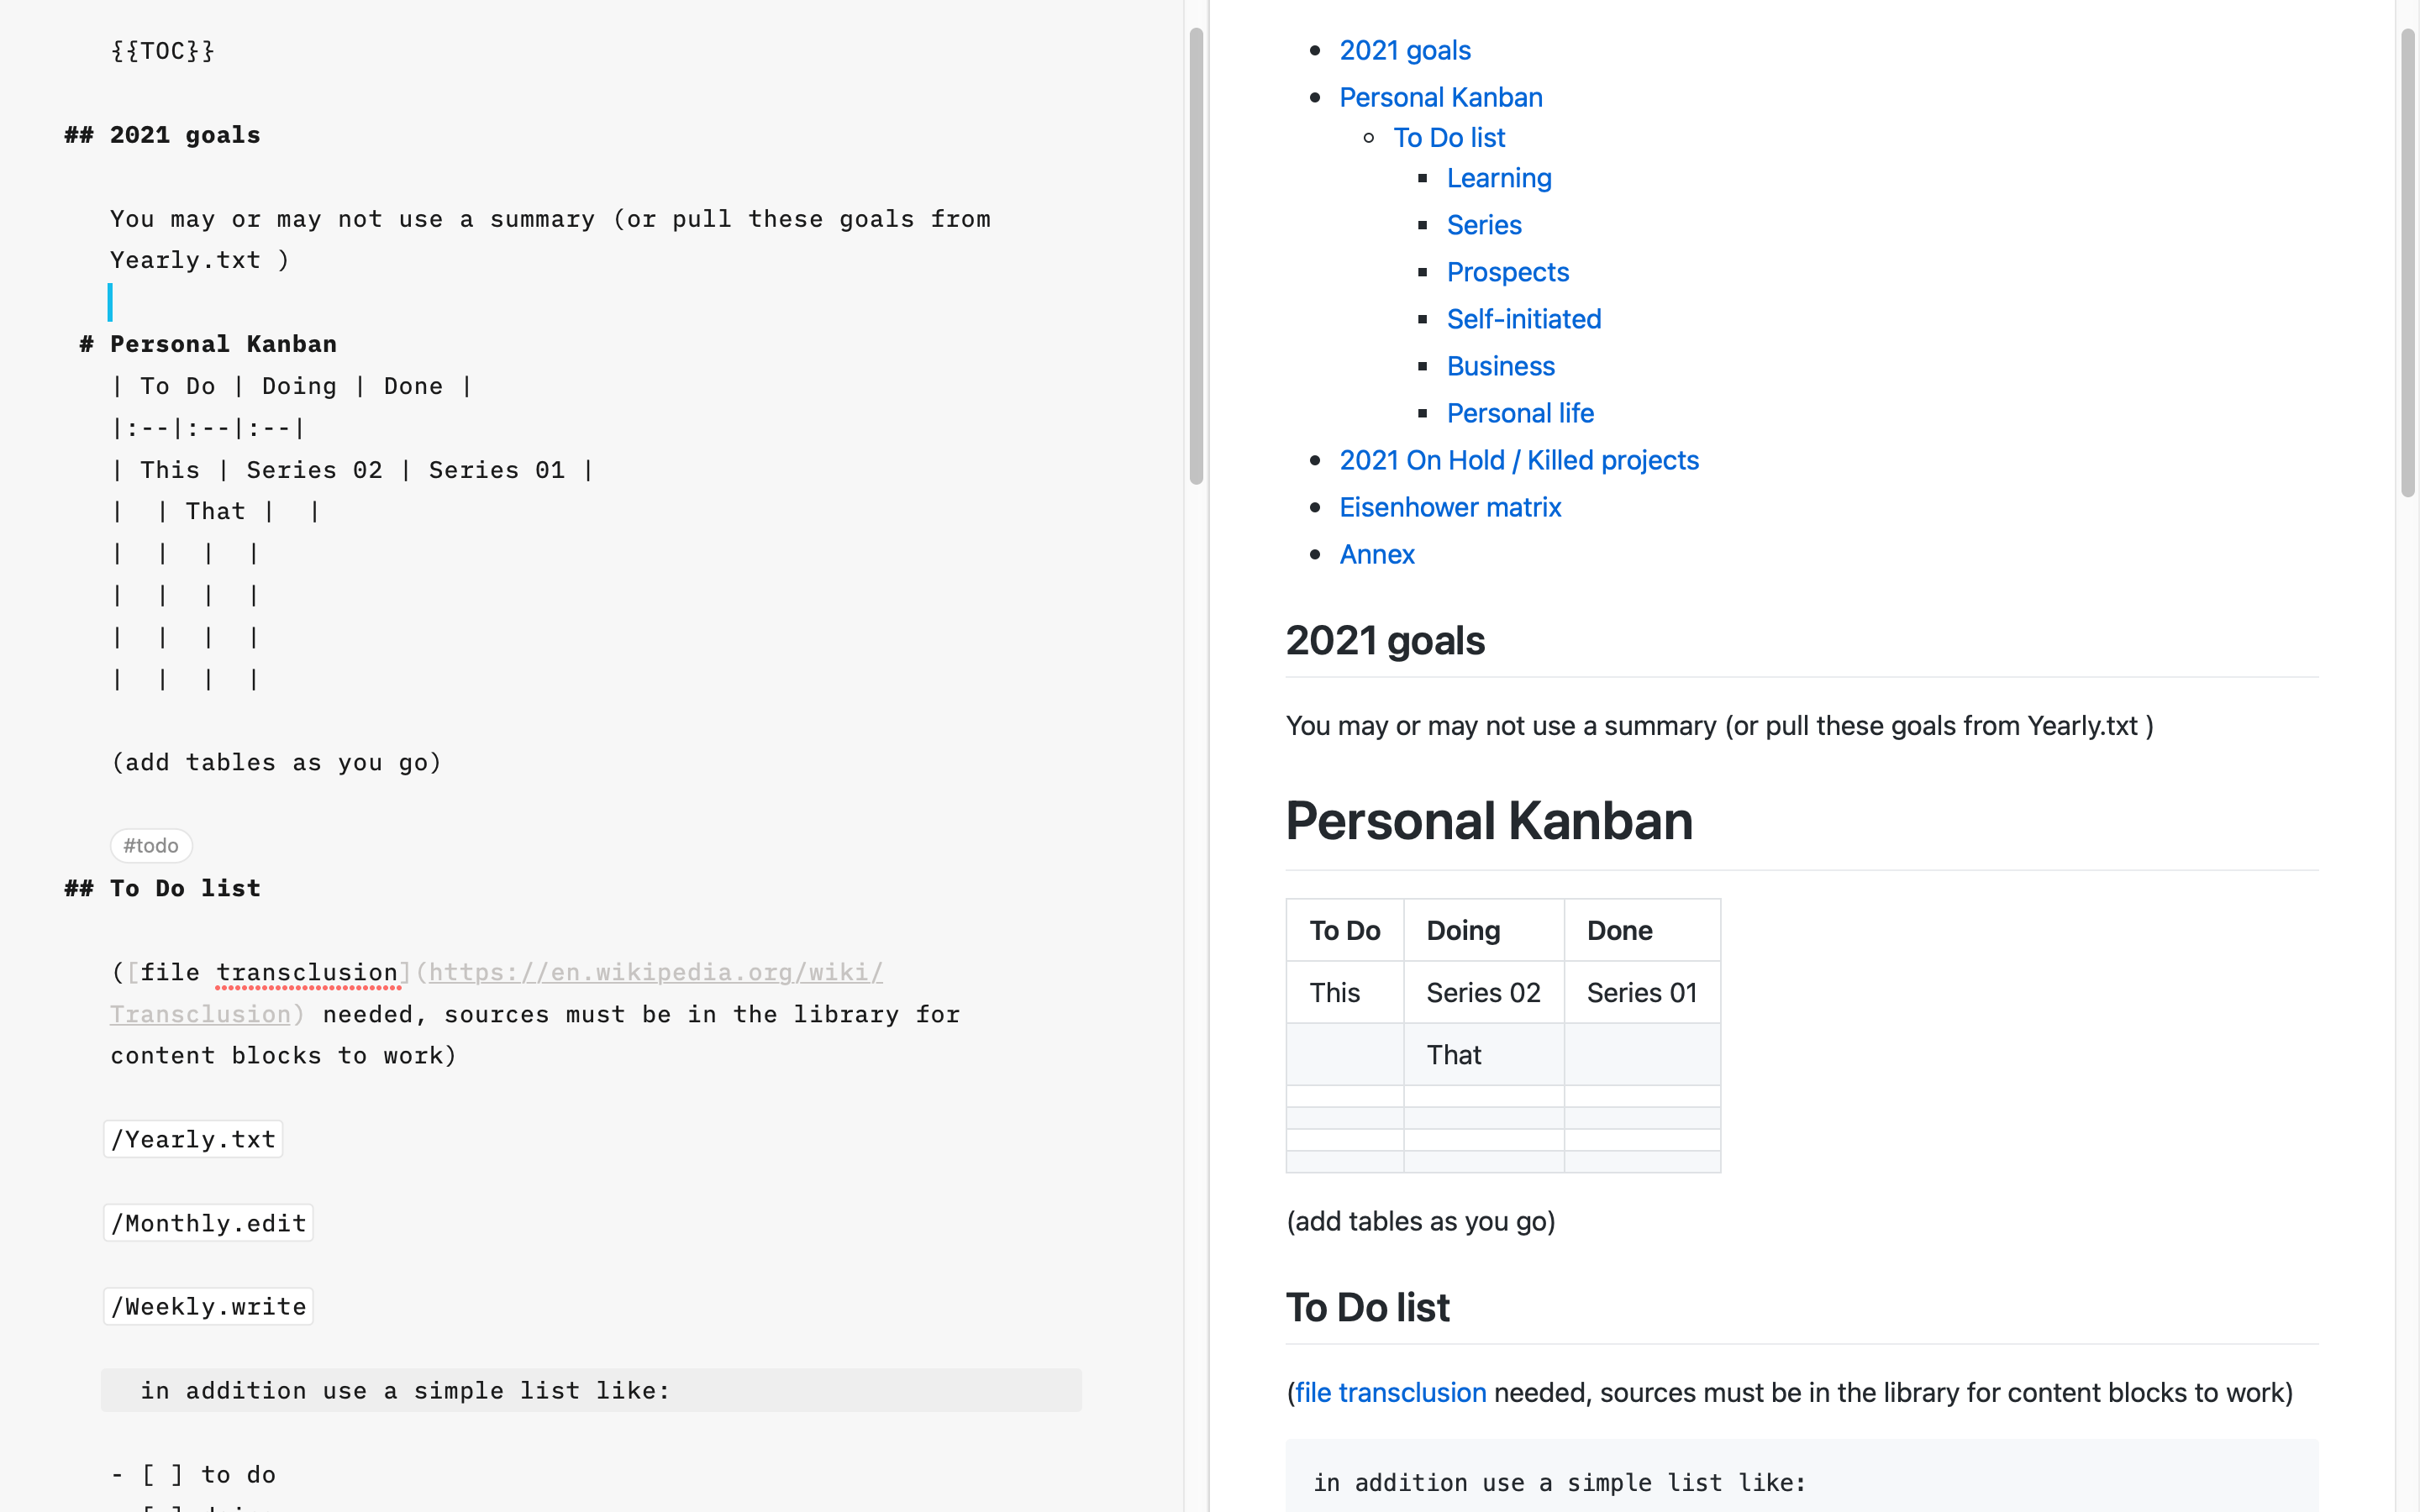 {{TOC}}
## 2021 goals
You may or may not use a summary (or pull these goals from
Yearly.txt )
# Personal Kanban
| To Do | Doing | Done |
|:--|:--|:--|
| This | Series 02 | Series 01 |
|  | That |  |
|  |  |  |
|  |  |  |
|  |  |  |
|  |  |  |
(add tables as you go)
#todo
## To Do list
([file transclusion](https://en.wikipedia.org/wiki/
Transclusion) needed, sources must be in the library for
content blocks to work)
/Yearly.txt
/Monthly.edit
/Weekly.write
in addition use a simple list like:
- [ ] to do
2021 goals
Personal Kanban
To Do list
Learning
Series
Prospects
Self-initiated
Business
Personal life
2021 On Hold / Killed projects
Eisenhower matrix
Annex
2021 goals
You may or may not use a summary (or pull these goals from Yearly.txt )
Personal Kanban
To Do Doing Done
This Series 02 Series 01
That
(add tables as you go)
To Do list
(file transclusion needed, sources must be in the library for content blocks to work)
in addition use a simple list like: